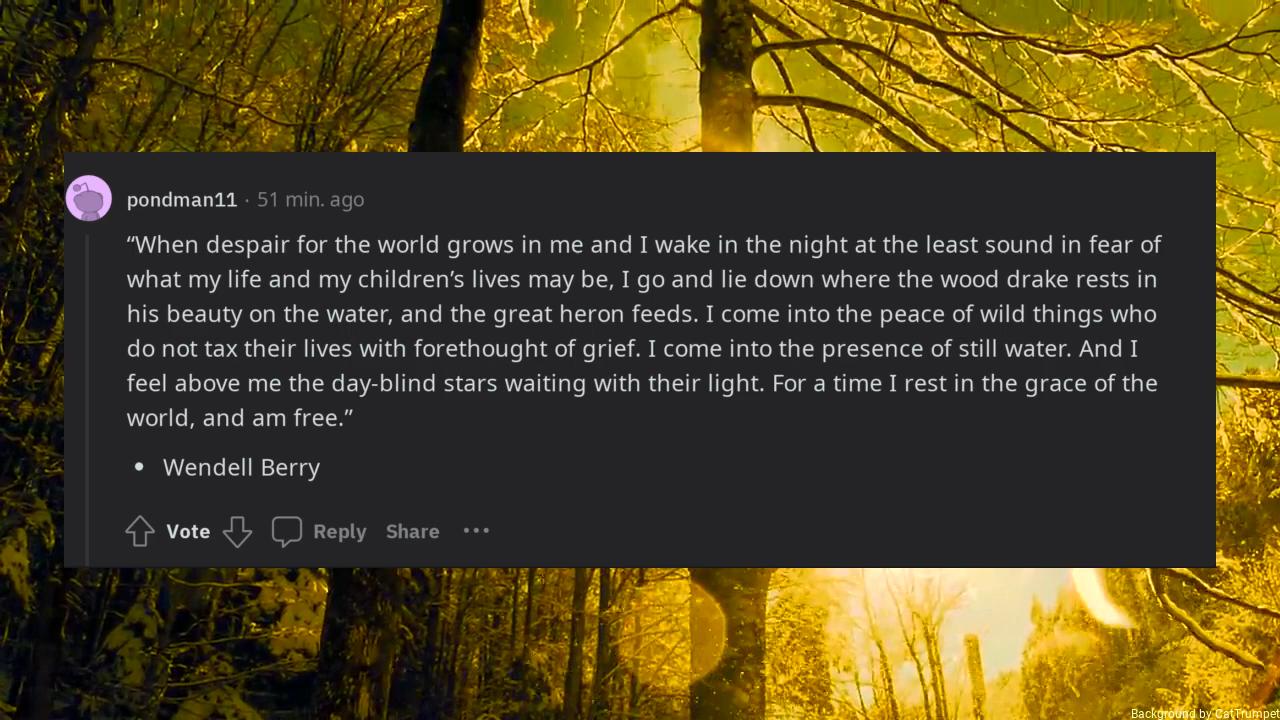 pondman11 · 51 min. ago
“When despair for the world grows in me and I wake in the night at the least sound in fear of
what my life and my children’s lives may be, I go and lie down where the wood drake rests in
his beauty on the water, and the great heron feeds. I come into the peace of wild things who
do not tax their lives with forethought of grief. I come into the presence of still water. And I
feel above me the day-blind stars waiting with their light. For a time I rest in the grace of the
world, and am free.”
• Wendell Berry
Vote Reply Share •••
Background by CatTrumpet